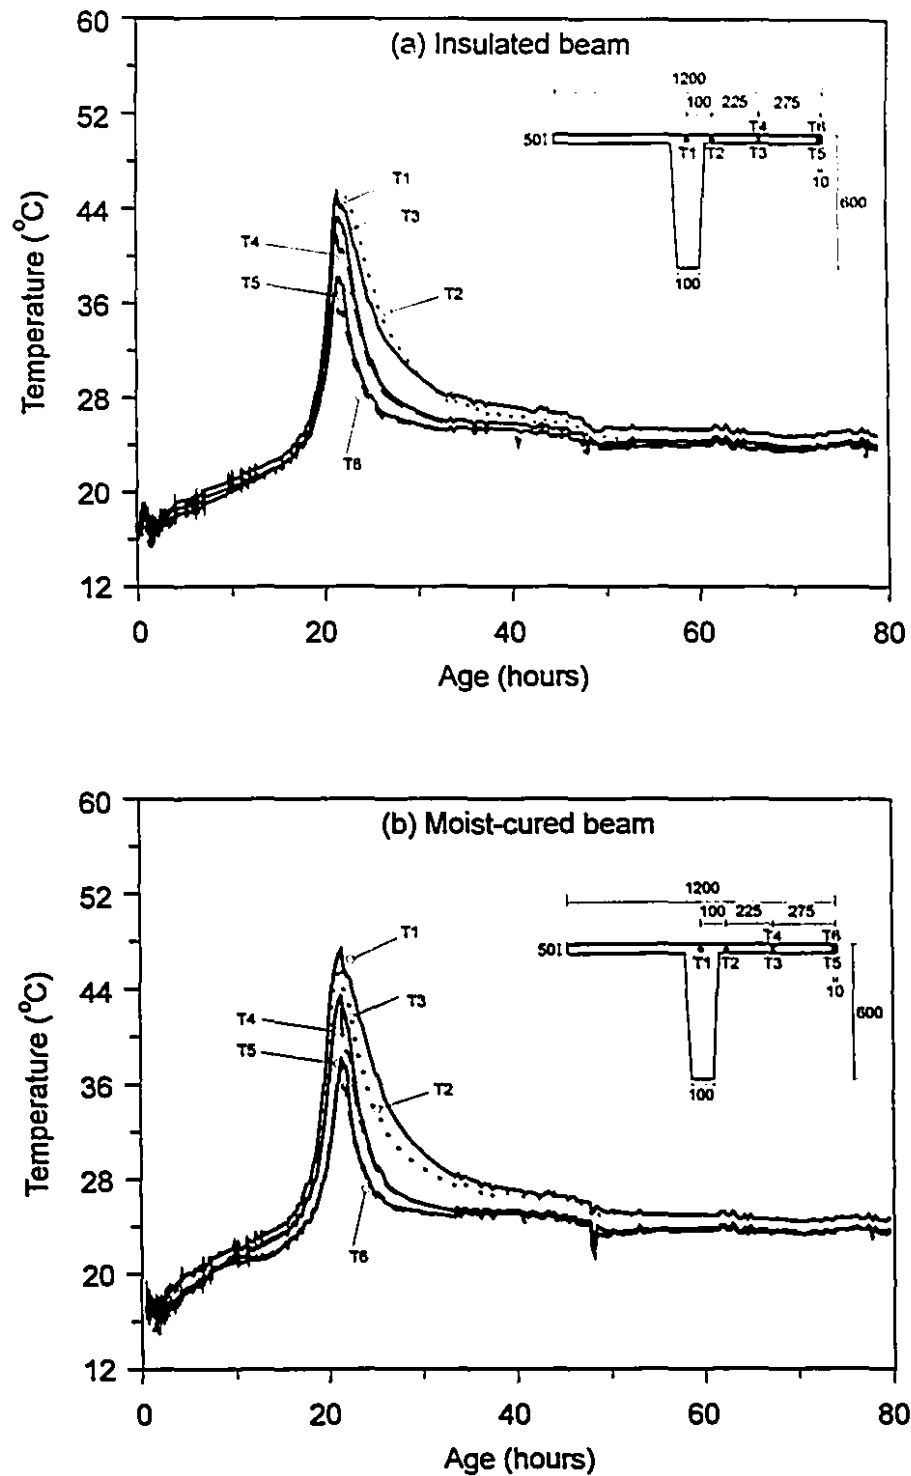 60
(a) Insulated beam
1200
100 225 275
52
T4 T6
50
T1 T2 T3 T5
10
44
T1
T3
600
T4
T5
T2
100
36
28
T6
20
12
0 20 40 60 80
Temperature (°C)
Age (hours)
60
(b) Moist-cured beam
52
1200
100 225 275
T4 T6
50
T1 T2 T3 T5
10
T1
44
T3
600
T4
T5
T2
100
36
28
T6
20
12
0 20 40 60 80
Temperature (°C)
Age (hours)